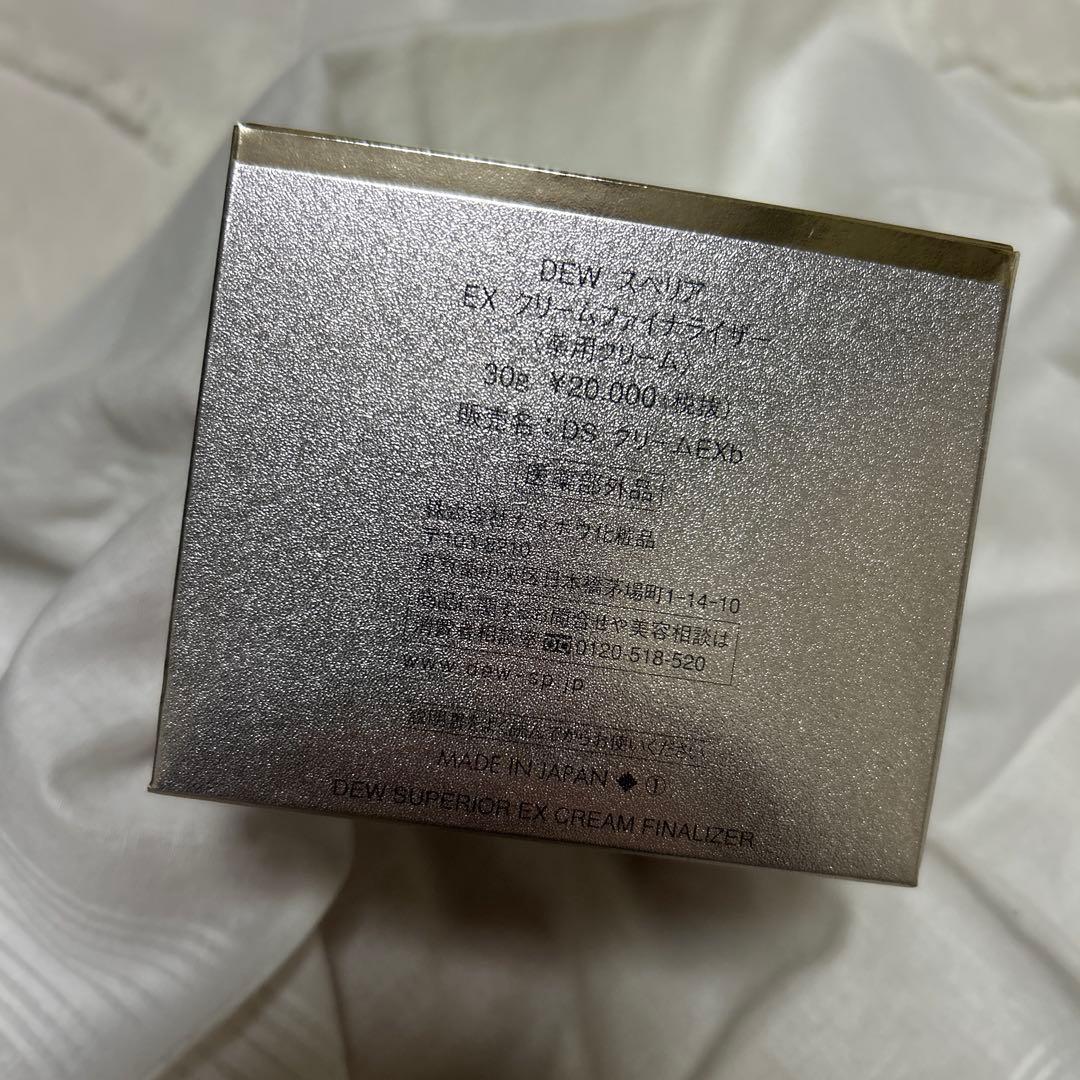 DEW スペリア
EX クリームファイナライザー
〈薬用クリーム〉
30g ¥20,000(税抜)
販売名:DS クリームEXb
医薬部外品
株式会社カネボウ化粧品
〒103-8210
東京都中央区日本橋茅場町1-14-10
商品に関するお問合せや美容相談は
消費者相談室 0120-518-520
www.dew-sp.jp
説明書をよく読んでからお使いください
MADE IN JAPAN ①
DEW SUPERIOR EX CREAM FINALIZER